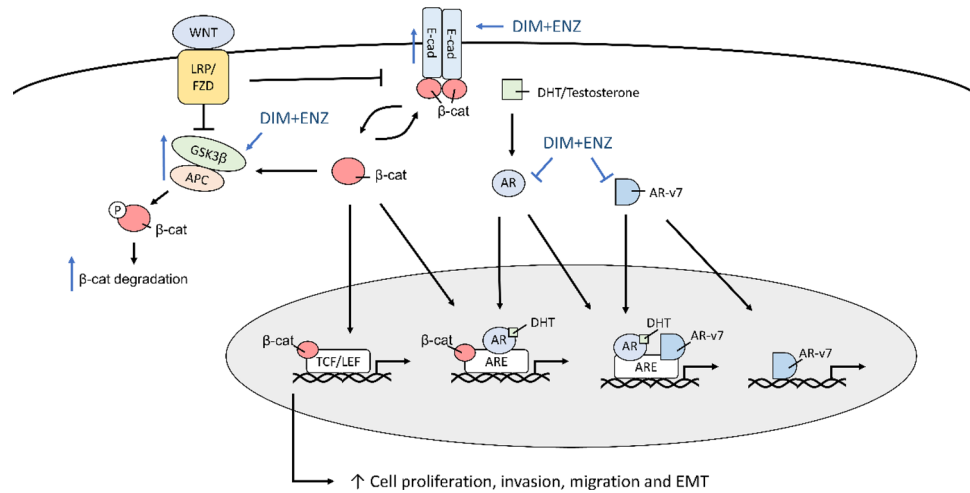 WNT
LRP/
FZD
E-cad
E-cad
DIM+ENZ
β-cat
DHT/Testosterone
DIM+ENZ
GSK3β
APC
DIM+ENZ
β-cat
AR
AR-v7
P
β-cat
β-cat degradation
β-cat
TCF/LEF
β-cat
AR
DHT
ARE
AR
DHT
AR-v7
ARE
AR-v7
↑ Cell proliferation, invasion, migration and EMT